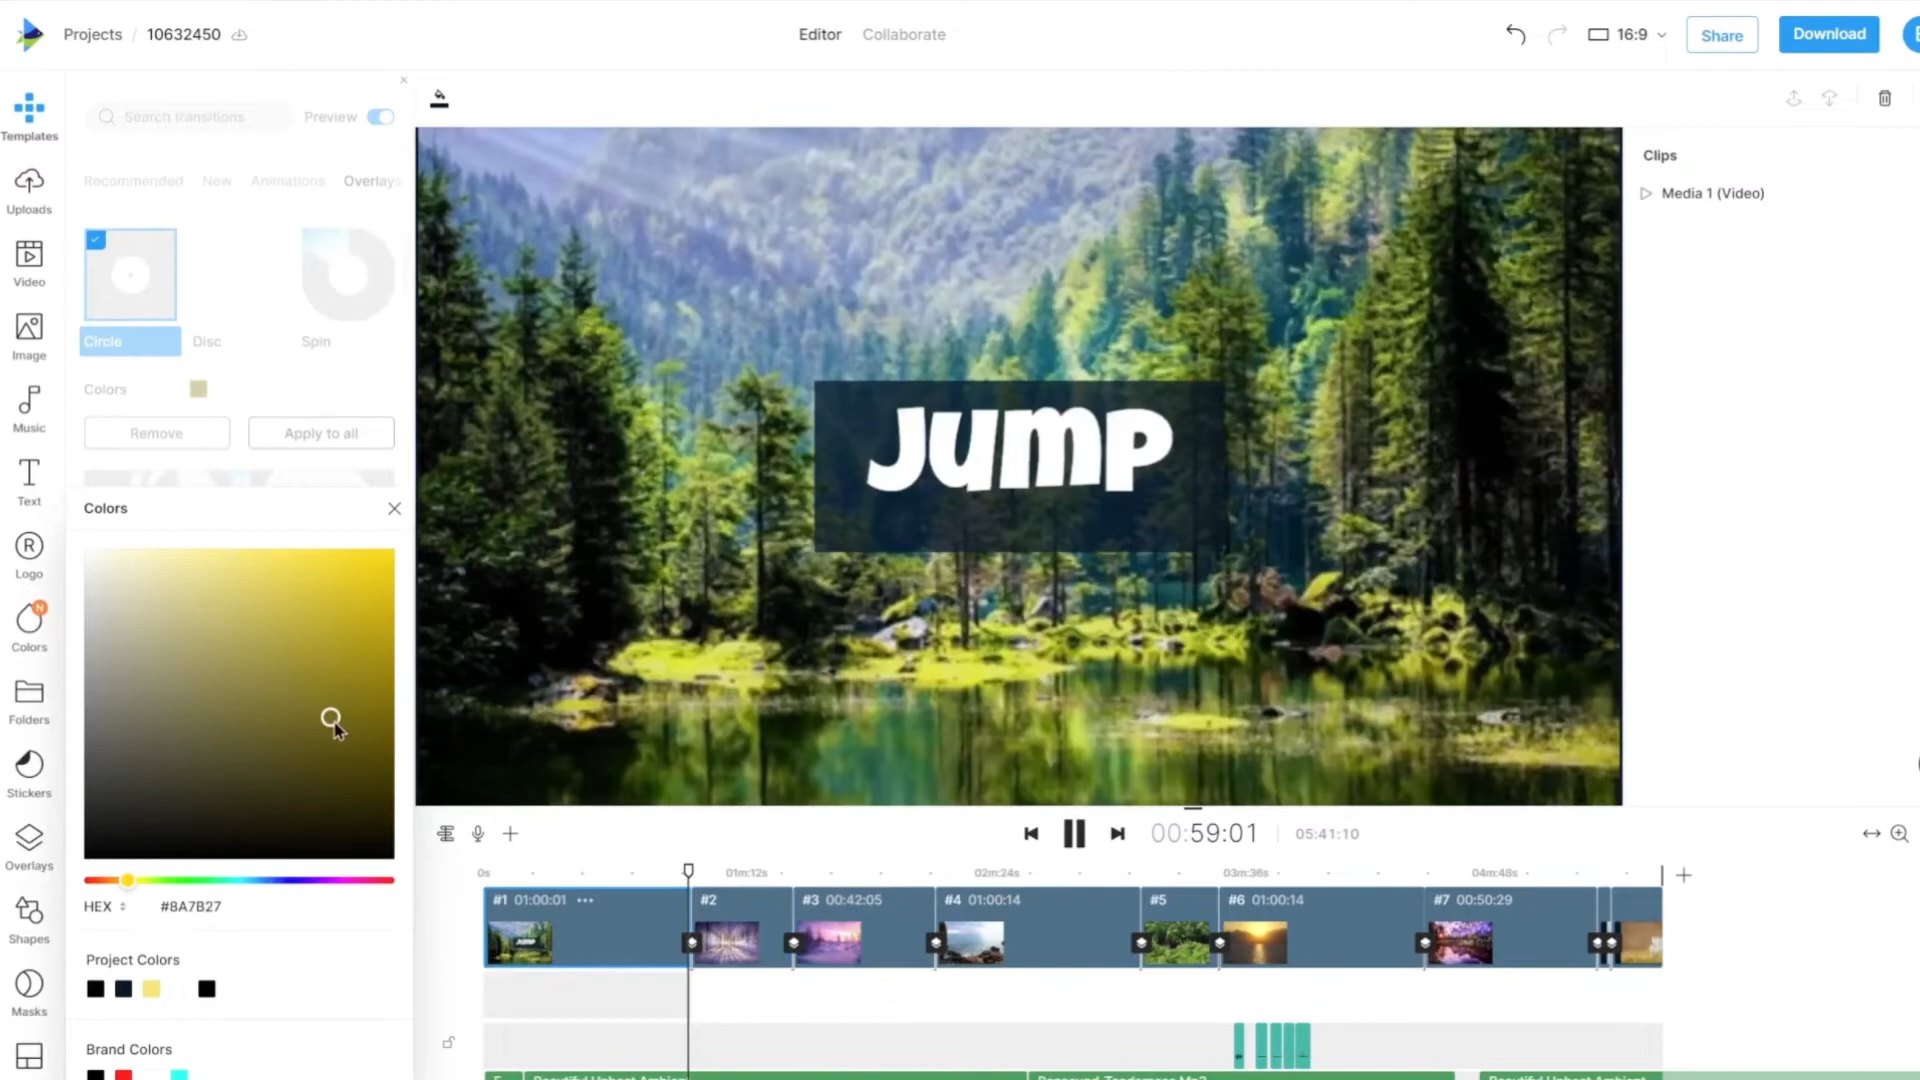 Projects / 10632450
Editor Collaborate
16:9
Share
Download
Templates
Uploads
Video
Image
Music
Text
Logo
Colors
Folders
Stickers
Overlays
Shapes
Masks
Search transitions
Preview
Recommended New Animations Overlays
Circle Disc Spin
Colors
Remove
Apply to all
Colors
HEX #8A7B27
Project Colors
Brand Colors
JUMP
Clips
Media 1 (Video)
00:59:01
05:41:10
0s 01m:12s 02m:24s 03m:36s 04m:48s
#1 01:00:01
#2
#3 00:42:05
#4 01:00:14
#5
#6 01:00:14
#7 00:50:29
JUMP